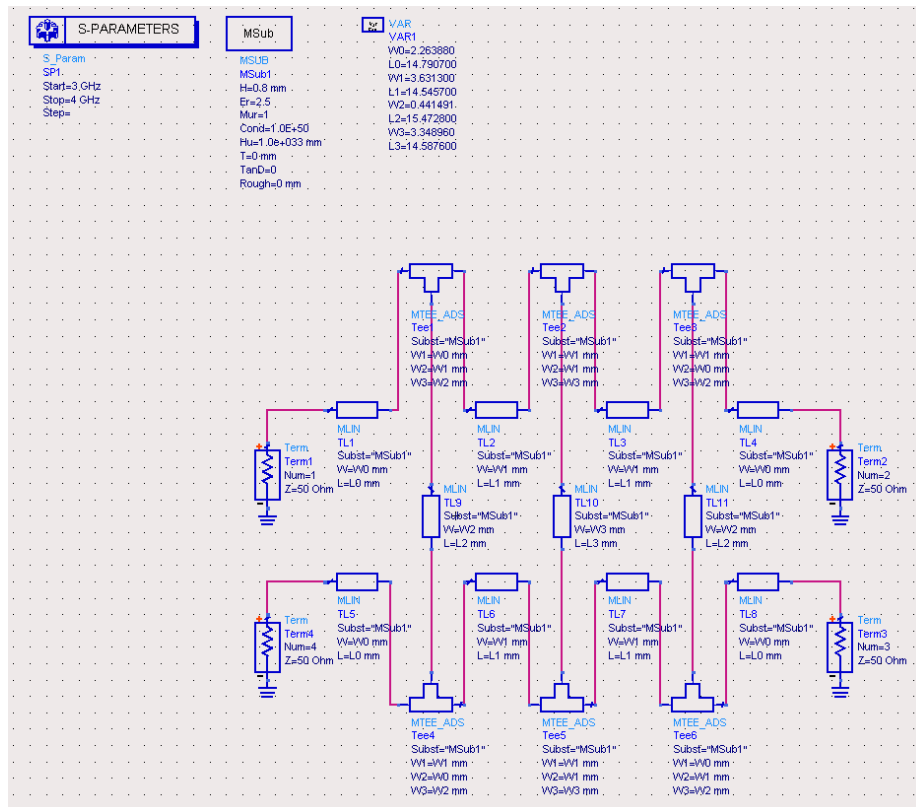 S-PARAMETERS
S_Param
SP1
Start=3 GHz
Stop=4 GHz
Step=
MSub
MSUB
MSub1
H=0.8 mm
Er=2.5
Mur=1
Cond=1.0E+50
Hu=1.0e+033 mm
T=0 mm
TanD=0
Rough=0 mm
VAR
VAR1
W0=2.263880
L0=14.790700
W1=3.631300
L1=14.545700
W2=0.441491
L2=15.472800
W3=3.348960
L3=14.587600
MTEE_ADS
Tee1
Subst="MSub1"
W1=W0 mm
W2=W1 mm
W3=W2 mm
MTEE_ADS
Tee2
Subst="MSub1"
W1=W1 mm
W2=W1 mm
W3=W3 mm
MTEE_ADS
Tee3
Subst="MSub1"
W1=W1 mm
W2=W0 mm
W3=W2 mm
Term
Term1
Num=1
Z=50 Ohm
MLIN
TL1
Subst="MSub1"
W=W0 mm
L=L0 mm
MLIN
TL2
Subst="MSub1"
W=W1 mm
L=L1 mm
MLIN
TL3
Subst="MSub1"
W=W1 mm
L=L1 mm
MLIN
TL4
Subst="MSub1"
W=W0 mm
L=L0 mm
Term
Term2
Num=2
Z=50 Ohm
MLIN
TL9
Subst="MSub1"
W=W2 mm
L=L2 mm
MLIN
TL10
Subst="MSub1"
W=W3 mm
L=L3 mm
MLIN
TL11
Subst="MSub1"
W=W2 mm
L=L2 mm
Term
Term4
Num=4
Z=50 Ohm
MLIN
TL5
Subst="MSub1"
W=W0 mm
L=L0 mm
MLIN
TL6
Subst="MSub1"
W=W1 mm
L=L1 mm
MLIN
TL7
Subst="MSub1"
W=W1 mm
L=L1 mm
MLIN
TL8
Subst="MSub1"
W=W0 mm
L=L0 mm
Term
Term3
Num=3
Z=50 Ohm
MTEE_ADS
Tee4
Subst="MSub1"
W1=W1 mm
W2=W0 mm
W3=W2 mm
MTEE_ADS
Tee5
Subst="MSub1"
W1=W1 mm
W2=W1 mm
W3=W3 mm
MTEE_ADS
Tee6
Subst="MSub1"
W1=W0 mm
W2=W1 mm
W3=W2 mm